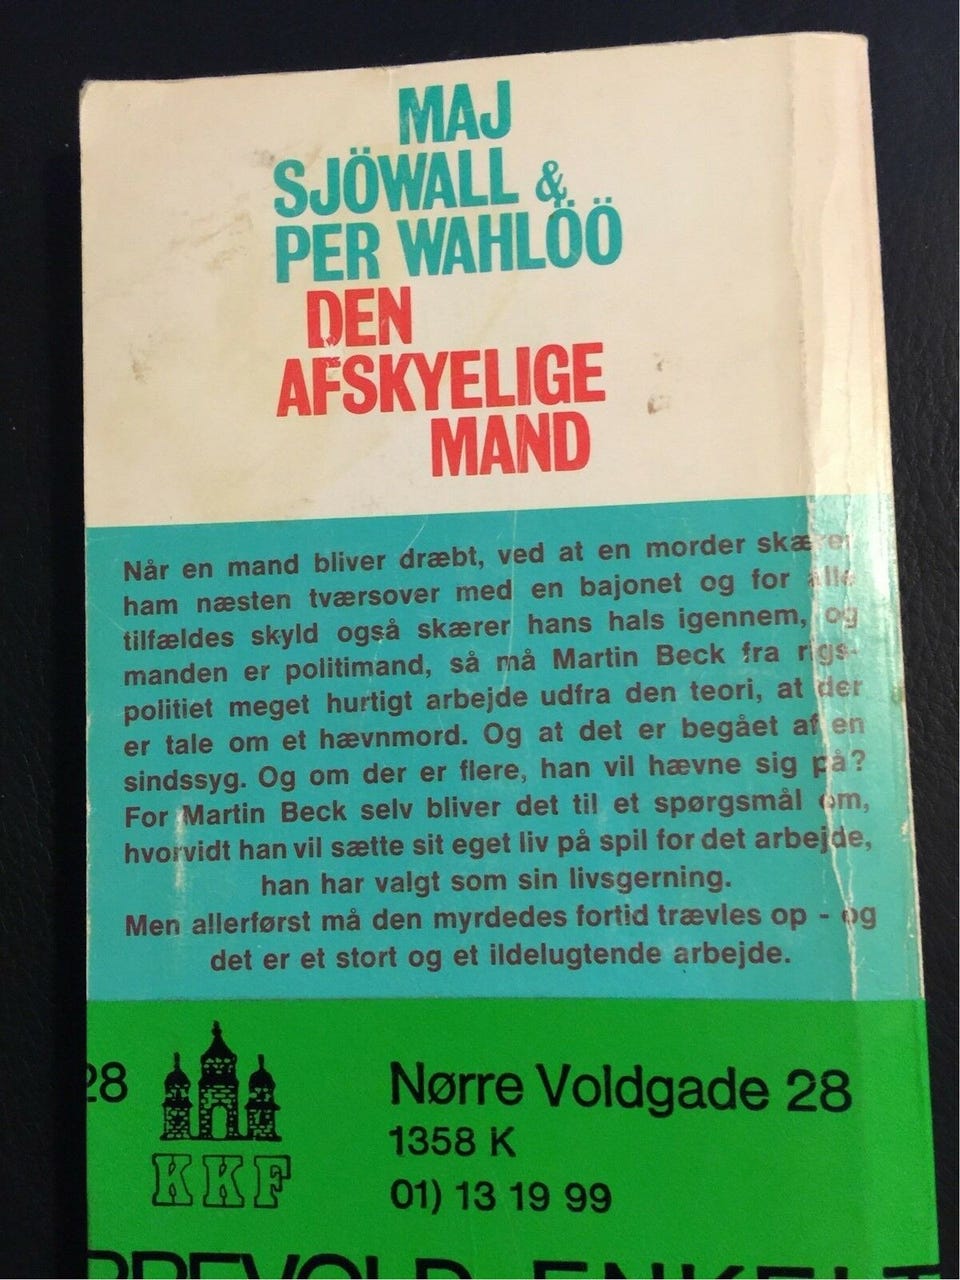 MAJ
SJÖWALL &
PER WAHLÖÖ
DEN
AFSKYELIGE
MAND
Når en mand bliver dræbt, ved at en morder skærer
ham næsten tværsover med en bajonet og for alle
tilfældes skyld også skærer hans hals igennem, og
manden er politimand, så må Martin Beck fra rigs-
politiet meget hurtigt arbejde udfra den teori, at der
er tale om et hævnmord. Og at det er begået af en
sindssyg. Og om der er flere, han vil hævne sig på?
For Martin Beck selv bliver det til et spørgsmål om,
hvorvidt han vil sætte sit eget liv på spil for det arbejde,
han har valgt som sin livsgerning.
Men allerførst må den myrdedes fortid trævles op - og
det er et stort og et ildelugtende arbejde.
28
KKF
Nørre Voldgade 28
1358 K
01) 13 19 99